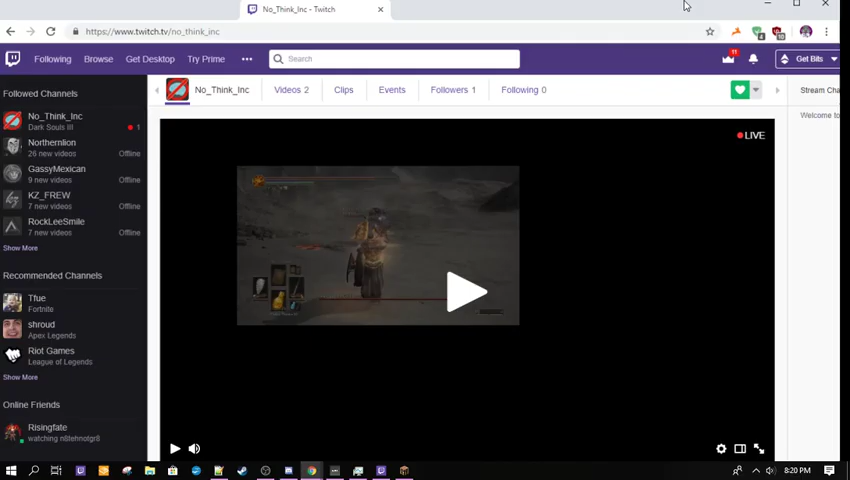 No_Think_Inc - Twitch
https://www.twitch.tv/no_think_inc
Following Browse Get Desktop Try Prime Search 11 Get Bits
4 10
Followed Channels
No_Think_Inc
Dark Souls III 1
Northernlion
26 new videos Offline
GassyMexican
9 new videos Offline
KZ_FREW
7 new videos Offline
RockLeeSmile
7 new videos Offline
Show More
Recommended Channels
Tfue
Fortnite
shroud
Apex Legends
Riot Games
League of Legends
Show More
Online Friends
Risingfate
watching n8tehnotgr8
No_Think_Inc Videos 2 Clips Events Followers 1 Following 0
Stream Cha
Welcome to
LIVE
8:20 PM